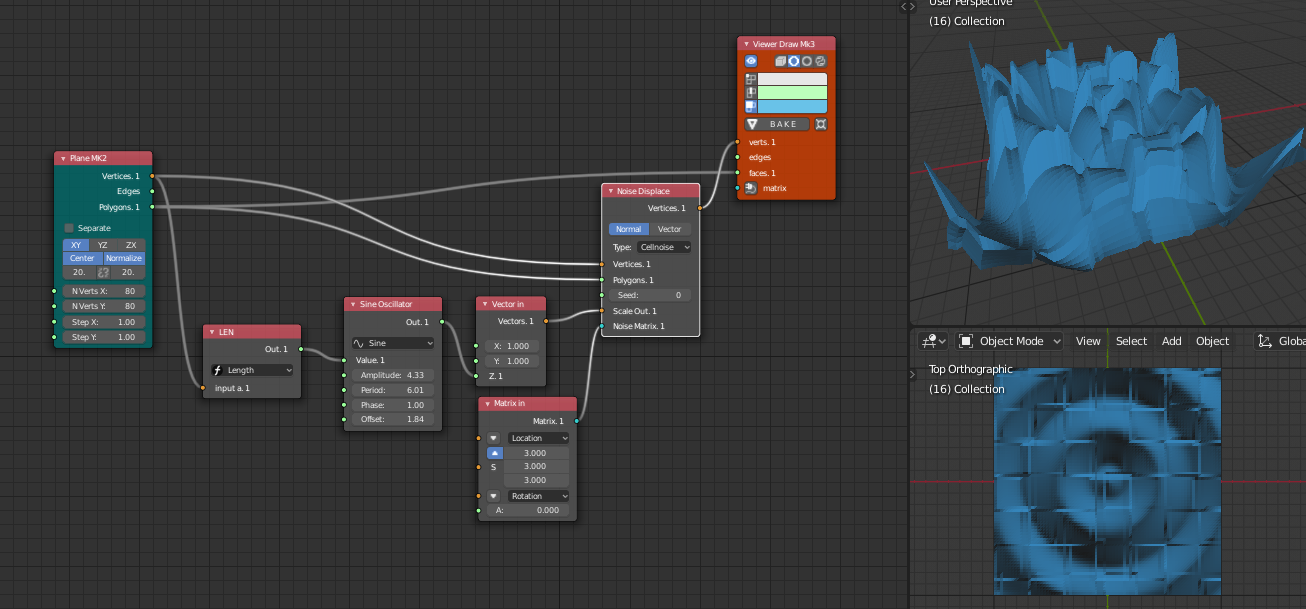 User Perspective
(16) Collection
Viewer Draw Mk3
BAKE
verts. 1
edges
faces. 1
matrix
Plane MK2
Vertices. 1
Edges
Polygons. 1
Separate
XY YZ ZX
Center Normalize
20. 20.
N Verts X: 80
N Verts Y: 80
Step X: 1.00
Step Y: 1.00
LEN
Out. 1
Length
input a. 1
Sine Oscillator
Out. 1
Sine
Value. 1
Amplitude: 4.33
Period: 6.01
Phase: 1.00
Offset: 1.84
Vector in
Vectors. 1
X: 1.000
Y: 1.000
Z. 1
Matrix in
Matrix. 1
Location
3.000
S 3.000
3.000
Rotation
A: 0.000
Noise Displace
Vertices. 1
Normal Vector
Type: Cellnoise
Vertices. 1
Polygons. 1
Seed: 0
Scale Out. 1
Noise Matrix. 1
Object Mode View Select Add Object Globa
Top Orthographic
(16) Collection